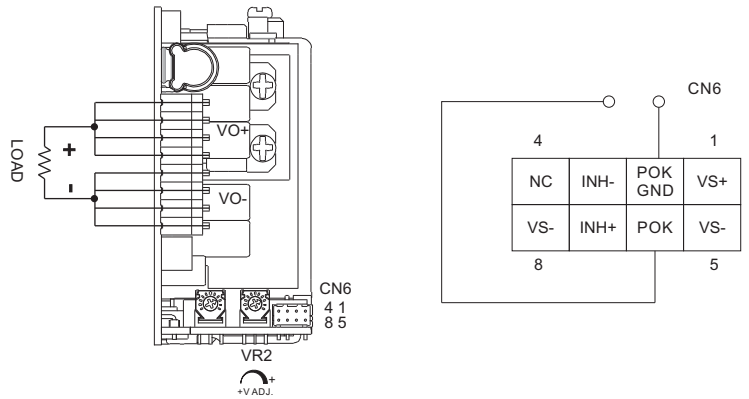 LOAD
+
-
VO+
VO-
CN6
4 1
8 5
VR2
+
+V ADJ.
CN6
4 1
NC INH- POK GND VS+
VS- INH+ POK VS-
8 5